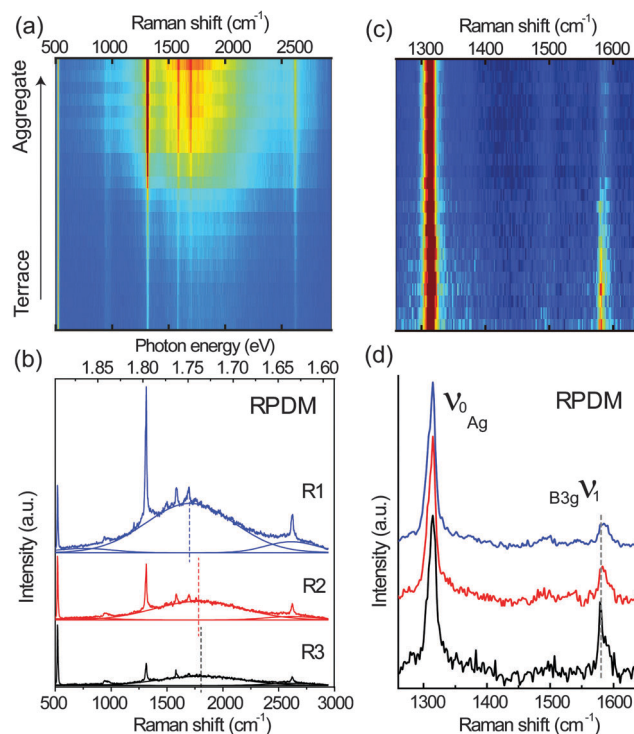 (a)
Raman shift (cm⁻¹)
500 1000 1500 2000 2500
Aggregate
Terrace
(c)
Raman shift (cm⁻¹)
1300 1400 1500 1600
(b)
Photon energy (eV)
1.85 1.80 1.75 1.70 1.65 1.60
RPDM
R1
R2
R3
Intensity (a.u.)
500 1000 1500 2000 2500 3000
Raman shift (cm⁻¹)
(d)
ν₀ Ag
RPDM
B3g ν₁
Intensity (a.u.)
1300 1400 1500 1600
Raman shift (cm⁻¹)